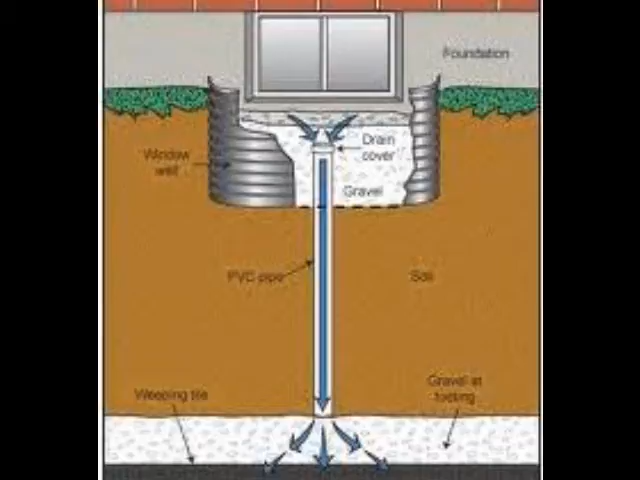 Foundation
Drain
cover
Window
well
Gravel
PVC pipe
Soil
Gravel at
footing
Weeping tile